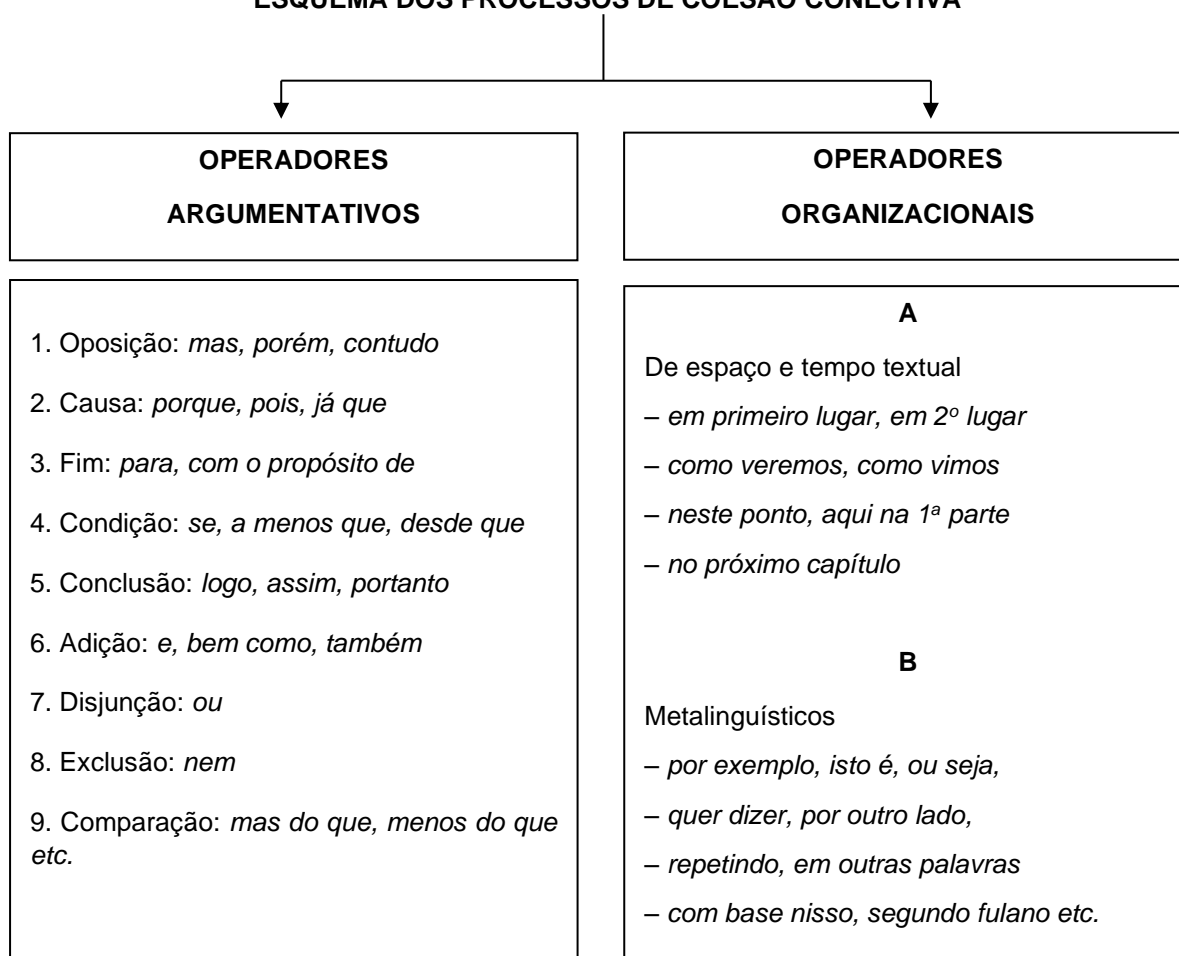 ESQUEMA DOS PROCESSOS DE COESÃO CONECTIVA
OPERADORES
ARGUMENTATIVOS
1. Oposição: mas, porém, contudo
2. Causa: porque, pois, já que
3. Fim: para, com o propósito de
4. Condição: se, a menos que, desde que
5. Conclusão: logo, assim, portanto
6. Adição: e, bem como, também
7. Disjunção: ou
8. Exclusão: nem
9. Comparação: mas do que, menos do que
etc.
OPERADORES
ORGANIZACIONAIS
A
De espaço e tempo textual
– em primeiro lugar, em 2º lugar
– como veremos, como vimos
– neste ponto, aqui na 1ª parte
– no próximo capítulo
B
Metalinguísticos
– por exemplo, isto é, ou seja,
– quer dizer, por outro lado,
– repetindo, em outras palavras
– com base nisso, segundo fulano etc.